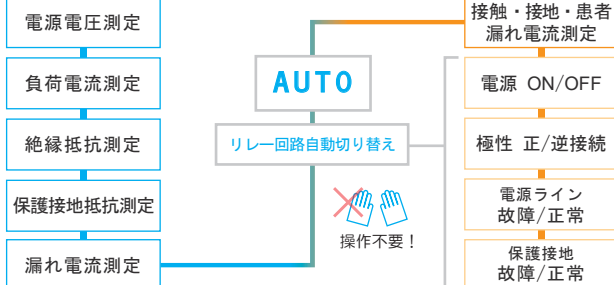 電源電圧測定
負荷電流測定
絶縁抵抗測定
保護接地抵抗測定
漏れ電流測定
AUTO
リレー回路自動切り替え
操作不要！
接触・接地・患者
漏れ電流測定
電源 ON/OFF
極性 正/逆接続
電源ライン
故障/正常
保護接地
故障/正常